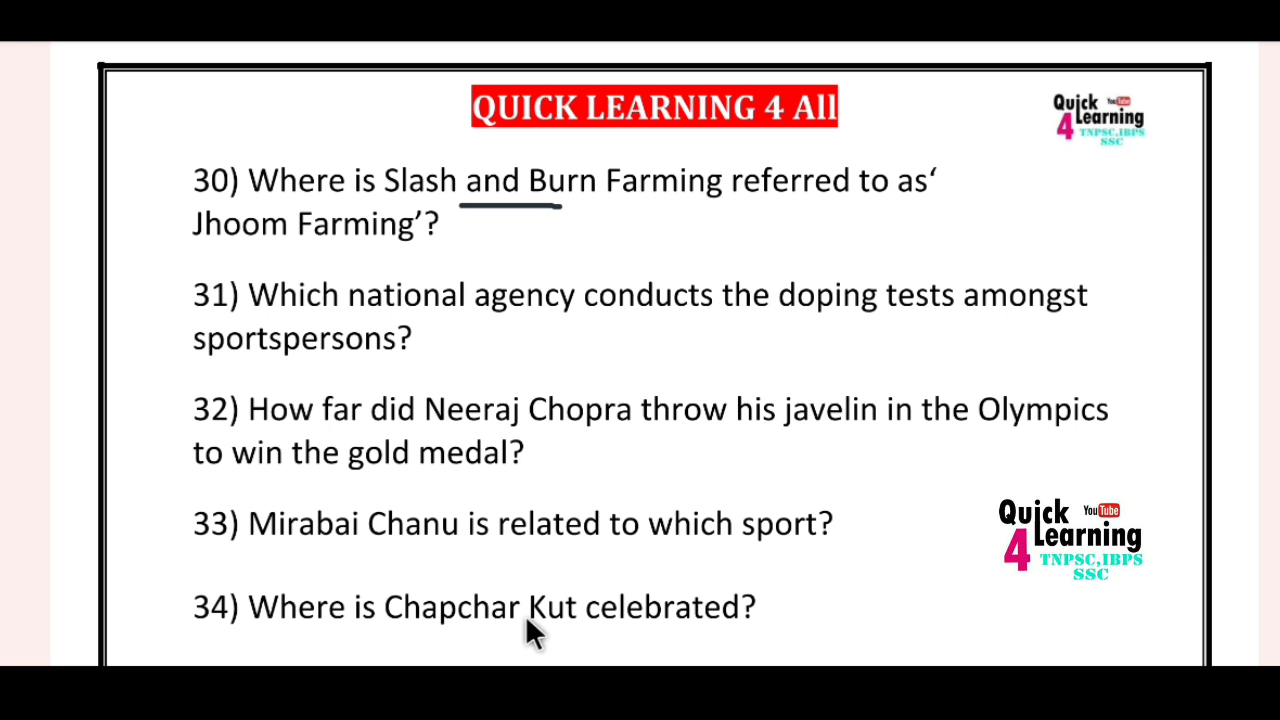 QUICK LEARNING 4 All
Quick YouTube
4 Learning
TNPSC,IBPS
SSC
30) Where is Slash and Burn Farming referred to as‘
Jhoom Farming’?
31) Which national agency conducts the doping tests amongst
sportspersons?
32) How far did Neeraj Chopra throw his javelin in the Olympics
to win the gold medal?
33) Mirabai Chanu is related to which sport?
Quick YouTube
4 Learning
TNPSC,IBPS
SSC
34) Where is Chapchar Kut celebrated?